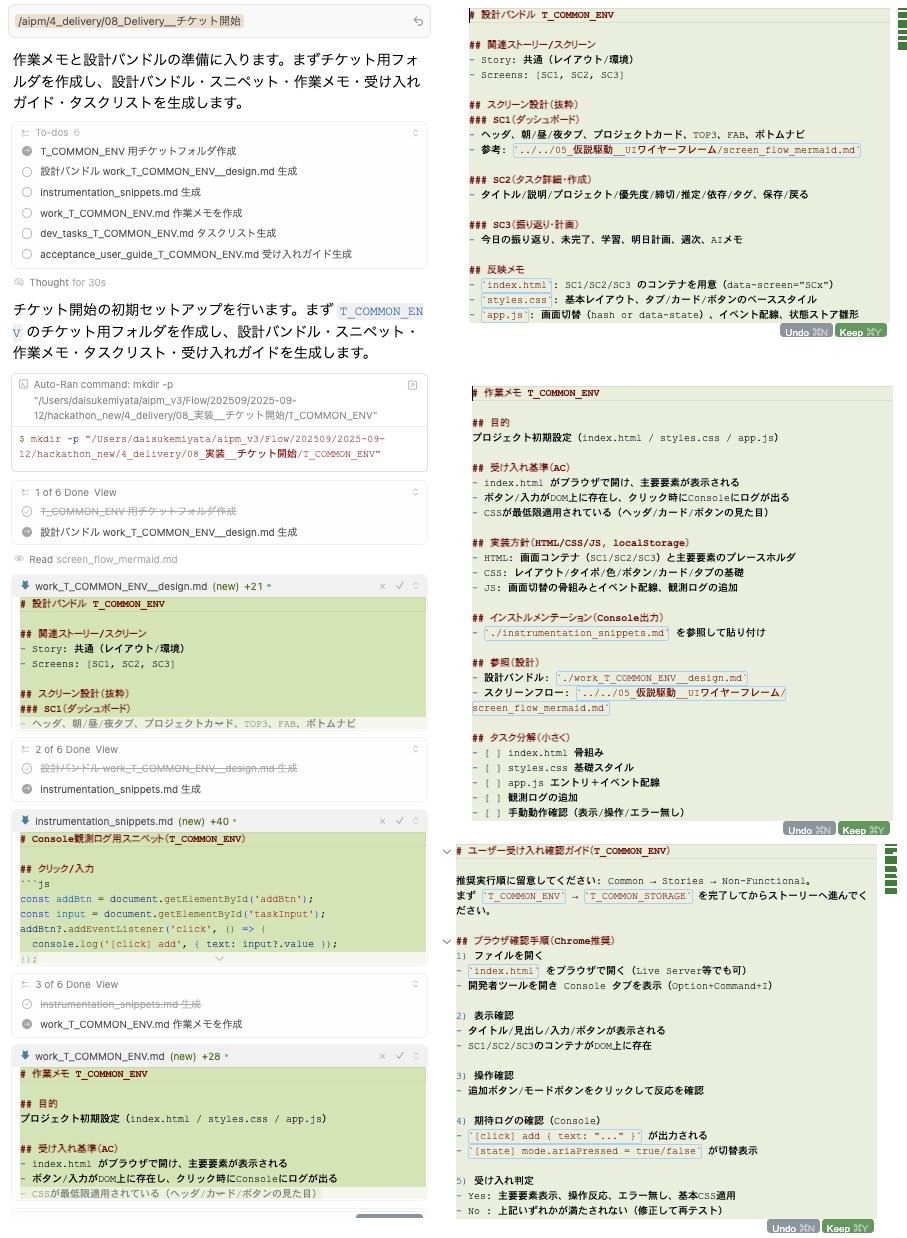 /aipm/4_delivery/08_Delivery__チケット開始
作業メモと設計バンドルの準備に入ります。まずチケット用フォ
ルダを作成し、設計バンドル・スニペット・作業メモ・受け入れ
ガイド・タスクリストを生成します。
To-dos 6
T_COMMON_ENV 用チケットフォルダ作成
設計バンドル work_T_COMMON_ENV__design.md 生成
instrumentation_snippets.md 生成
work_T_COMMON_ENV.md 作業メモを作成
dev_tasks_T_COMMON_ENV.md タスクリスト生成
acceptance_user_guide_T_COMMON_ENV.md 受け入れガイド生成
Thought for 30s
チケット開始の初期セットアップを行います。まず T_COMMON_EN
V のチケット用フォルダを作成し、設計バンドル・スニペット・
作業メモ・タスクリスト・受け入れガイドを生成します。
Auto-Ran command: mkdir -p
"/Users/daisukemiyata/aipm_v3/Flow/202509/2025-09-
12/hackathon_new/4_delivery/08_実装__チケット開始/T_COMMON_ENV"
$ mkdir -p "/Users/daisukemiyata/aipm_v3/Flow/202509/2025-09-
12/hackathon_new/4_delivery/08_実装__チケット開始/T_COMMON_ENV"
1 of 6 Done View
T_COMMON_ENV 用チケットフォルダ作成
設計バンドル work_T_COMMON_ENV__design.md 生成
Read screen_flow_mermaid.md
work_T_COMMON_ENV__design.md (new) +21
# 設計バンドル T_COMMON_ENV
## 関連ストーリー/スクリーン
- Story: 共通（レイアウト/環境）
- Screens: [SC1, SC2, SC3]
## スクリーン設計（抜粋）
### SC1（ダッシュボード）
- ヘッダ、朝/昼/夜タブ、プロジェクトカード、TOP3、FAB、ボトムナビ
2 of 6 Done View
設計バンドル work_T_COMMON_ENV__design.md 生成
instrumentation_snippets.md 生成
instrumentation_snippets.md (new) +40
# Console観測ログ用スニペット（T_COMMON_ENV）
## クリック/入力
```js
const addBtn = document.getElementById('addBtn');
const input = document.getElementById('taskInput');
addBtn?.addEventListener('click', () => {
console.log('[click] add', { text: input?.value });
});
3 of 6 Done View
instrumentation_snippets.md 生成
work_T_COMMON_ENV.md 作業メモを作成
work_T_COMMON_ENV.md (new) +28
# 作業メモ T_COMMON_ENV
## 目的
プロジェクト初期設定（index.html / styles.css / app.js）
## 受け入れ基準（AC）
- index.html がブラウザで開け、主要要素が表示される
- ボタン/入力がDOM上に存在し、クリック時にConsoleにログが出る
- CSSが最低限適用されている（ヘッダ/カード/ボタンの見た目）
# 設計バンドル T_COMMON_ENV
## 関連ストーリー/スクリーン
- Story: 共通（レイアウト/環境）
- Screens: [SC1, SC2, SC3]
## スクリーン設計（抜粋）
### SC1（ダッシュボード）
- ヘッダ、朝/昼/夜タブ、プロジェクトカード、TOP3、FAB、ボトムナビ
- 参考: `../../05_仮説駆動__UIワイヤーフレーム/screen_flow_mermaid.md`
### SC2（タスク詳細・作成）
- タイトル/説明/プロジェクト/優先度/締切/推定/依存/タグ、保存/戻る
### SC3（振り返り・計画）
- 今日の振り返り、未完了、学習、明日計画、週次、AIメモ
## 反映メモ
- `index.html`: SC1/SC2/SC3 のコンテナを用意（data-screen="SCx"）
- `styles.css`: 基本レイアウト、タブ/カード/ボタンのベーススタイル
- `app.js`: 画面切替（hash or data-state）、イベント配線、状態ストア雛形
Undo ⌘N Keep ⌘Y
# 作業メモ T_COMMON_ENV
## 目的
プロジェクト初期設定（index.html / styles.css / app.js）
## 受け入れ基準（AC）
- index.html がブラウザで開け、主要要素が表示される
- ボタン/入力がDOM上に存在し、クリック時にConsoleにログが出る
- CSSが最低限適用されている（ヘッダ/カード/ボタンの見た目）
## 実装方針（HTML/CSS/JS, localStorage）
- HTML: 画面コンテナ（SC1/SC2/SC3）と主要要素のプレースホルダ
- CSS: レイアウト/タイポ/色/ボタン/カード/タブの基礎
- JS: 画面切替の骨組みとイベント配線、観測ログの追加
## インストルメンテーション（Console出力）
- `./instrumentation_snippets.md` を参照して貼り付け
## 参照（設計）
- 設計バンドル: `./work_T_COMMON_ENV__design.md`
- スクリーンフロー: `../../05_仮説駆動__UIワイヤーフレーム/
screen_flow_mermaid.md`
## タスク分解（小さく）
- [ ] index.html 骨組み
- [ ] styles.css 基礎スタイル
- [ ] app.js エントリ＋イベント配線
- [ ] 観測ログの追加
- [ ] 手動動作確認（表示/操作/エラー無し）
Undo ⌘N Keep ⌘Y
# ユーザー受け入れ確認ガイド（T_COMMON_ENV）
推奨実行順に留意してください: Common → Stories → Non-Functional。
まず `T_COMMON_ENV` → `T_COMMON_STORAGE` を完了してからストーリーへ進んでく
ださい。
## ブラウザ確認手順（Chrome推奨）
1) ファイルを開く
- `index.html` をブラウザで開く（Live Server等でも可）
- 開発者ツールを開き Console タブを表示（Option+Command+I）
2) 表示確認
- タイトル/見出し/入力/ボタンが表示される
- SC1/SC2/SC3のコンテナがDOM上に存在
3) 操作確認
- 追加ボタン/モードボタンをクリックして反応を確認
4) 期待ログの確認（Console）
- `[click] add { text: "..." }` が出力される
- `[state] mode.ariaPressed = true/false` が切替表示
5) 受け入れ判定
- Yes: 主要要素表示、操作反応、エラー無し、基本CSS適用
- No : 上記いずれかが満たされない（修正して再テスト）
Undo ⌘N Keep ⌘Y